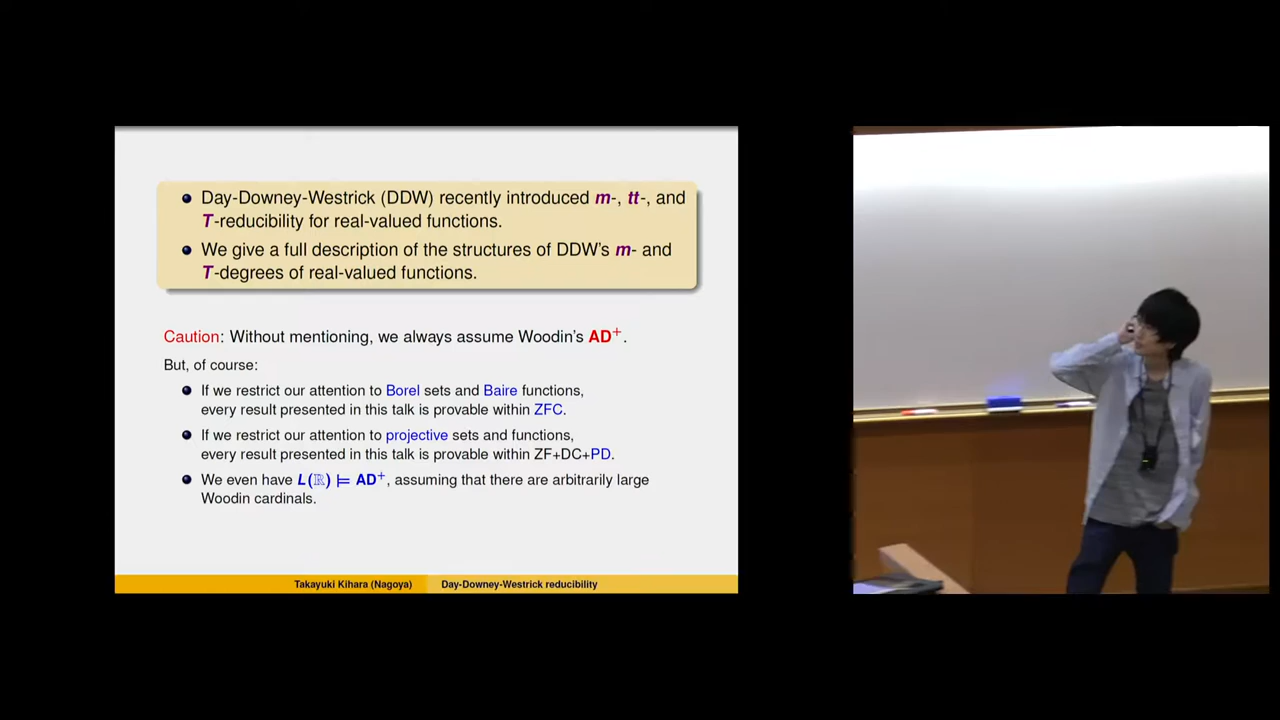 Day-Downey-Westrick (DDW) recently introduced m-, tt-, and
T-reducibility for real-valued functions.
We give a full description of the structures of DDW's m- and
T-degrees of real-valued functions.
Caution: Without mentioning, we always assume Woodin's AD⁺.
But, of course:
If we restrict our attention to Borel sets and Baire functions,
every result presented in this talk is provable within ZFC.
If we restrict our attention to projective sets and functions,
every result presented in this talk is provable within ZF+DC+PD.
We even have L(ℝ) ⊨ AD⁺, assuming that there are arbitrarily large
Woodin cardinals.
Takayuki Kihara (Nagoya) Day-Downey-Westrick reducibility